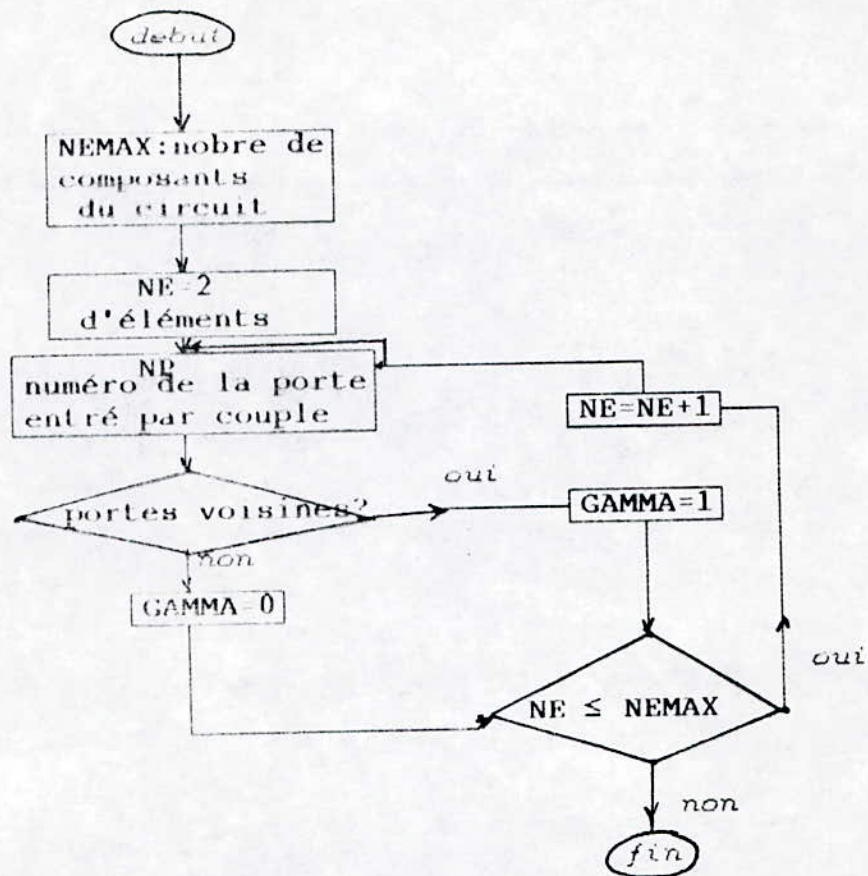 debut
NEMAX:nobre de
composants
du circuit
NE=2
d'éléments
NP
numéro de la porte
entré par couple
NE=NE+1
oui
portes voisines?
GAMMA=1
non
GAMMA=0
oui
NE ≤ NEMAX
non
fin